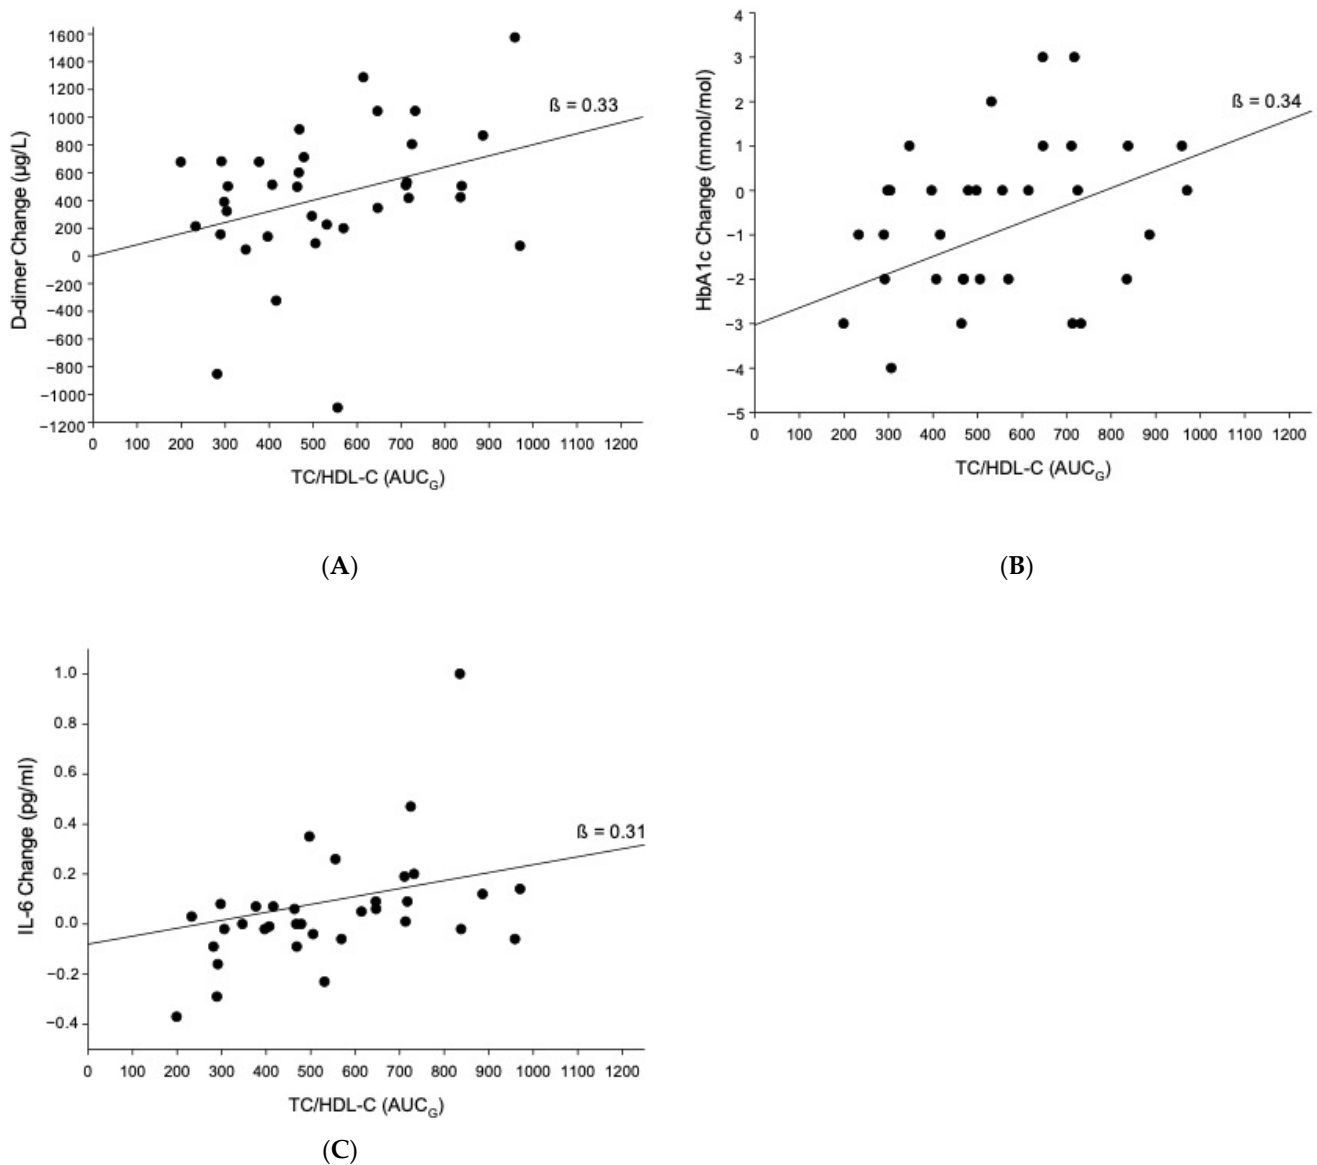 1600
1400
1200
1000
800
600
400
200
0
−200
−400
−600
−800
−1000
−1200
D-dimer Change (µg/L)
ß = 0.33
0 100 200 300 400 500 600 700 800 900 1000 1100 1200
TC/HDL-C (AUCG)
(A)
4
3
2
1
0
−1
−2
−3
−4
−5
HbA1c Change (mmol/mol)
ß = 0.34
0 100 200 300 400 500 600 700 800 900 1000 1100 1200
TC/HDL-C (AUCG)
(B)
1.0
0.8
0.6
0.4
0.2
0.0
−0.2
−0.4
IL-6 Change (pg/ml)
ß = 0.31
0 100 200 300 400 500 600 700 800 900 1000 1100 1200
TC/HDL-C (AUCG)
(C)